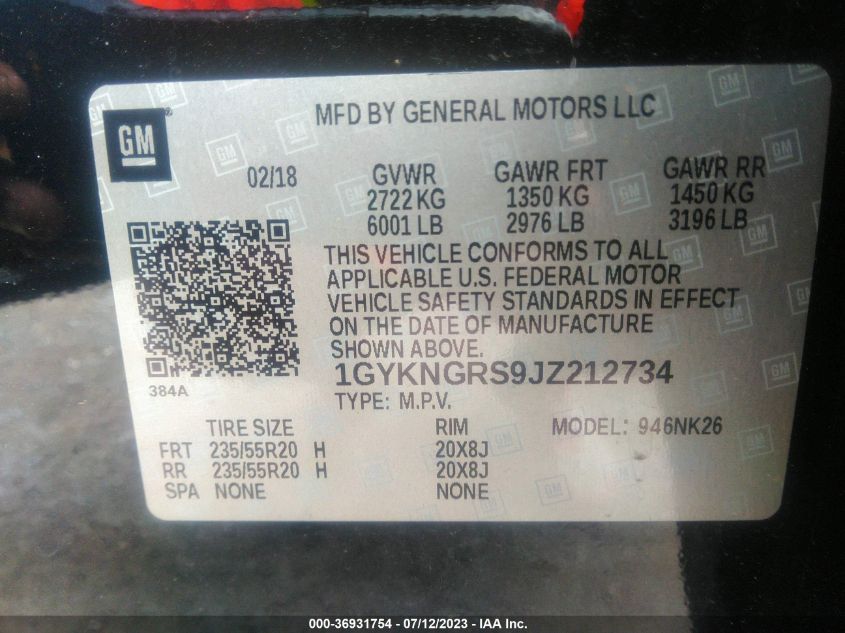 GM
MFD BY GENERAL MOTORS LLC
02/18 GVWR GAWR FRT GAWR RR
2722 KG 1350 KG 1450 KG
6001 LB 2976 LB 3196 LB
THIS VEHICLE CONFORMS TO ALL
APPLICABLE U.S. FEDERAL MOTOR
VEHICLE SAFETY STANDARDS IN EFFECT
ON THE DATE OF MANUFACTURE
SHOWN ABOVE.
384A
1GYKNGRS9JZ212734
TYPE: M.P.V.
TIRE SIZE RIM MODEL: 946NK26
FRT 235/55R20 H 20X8J
RR 235/55R20 H 20X8J
SPA NONE NONE
000-36931754 / 07/12/2023 - IAA Inc.